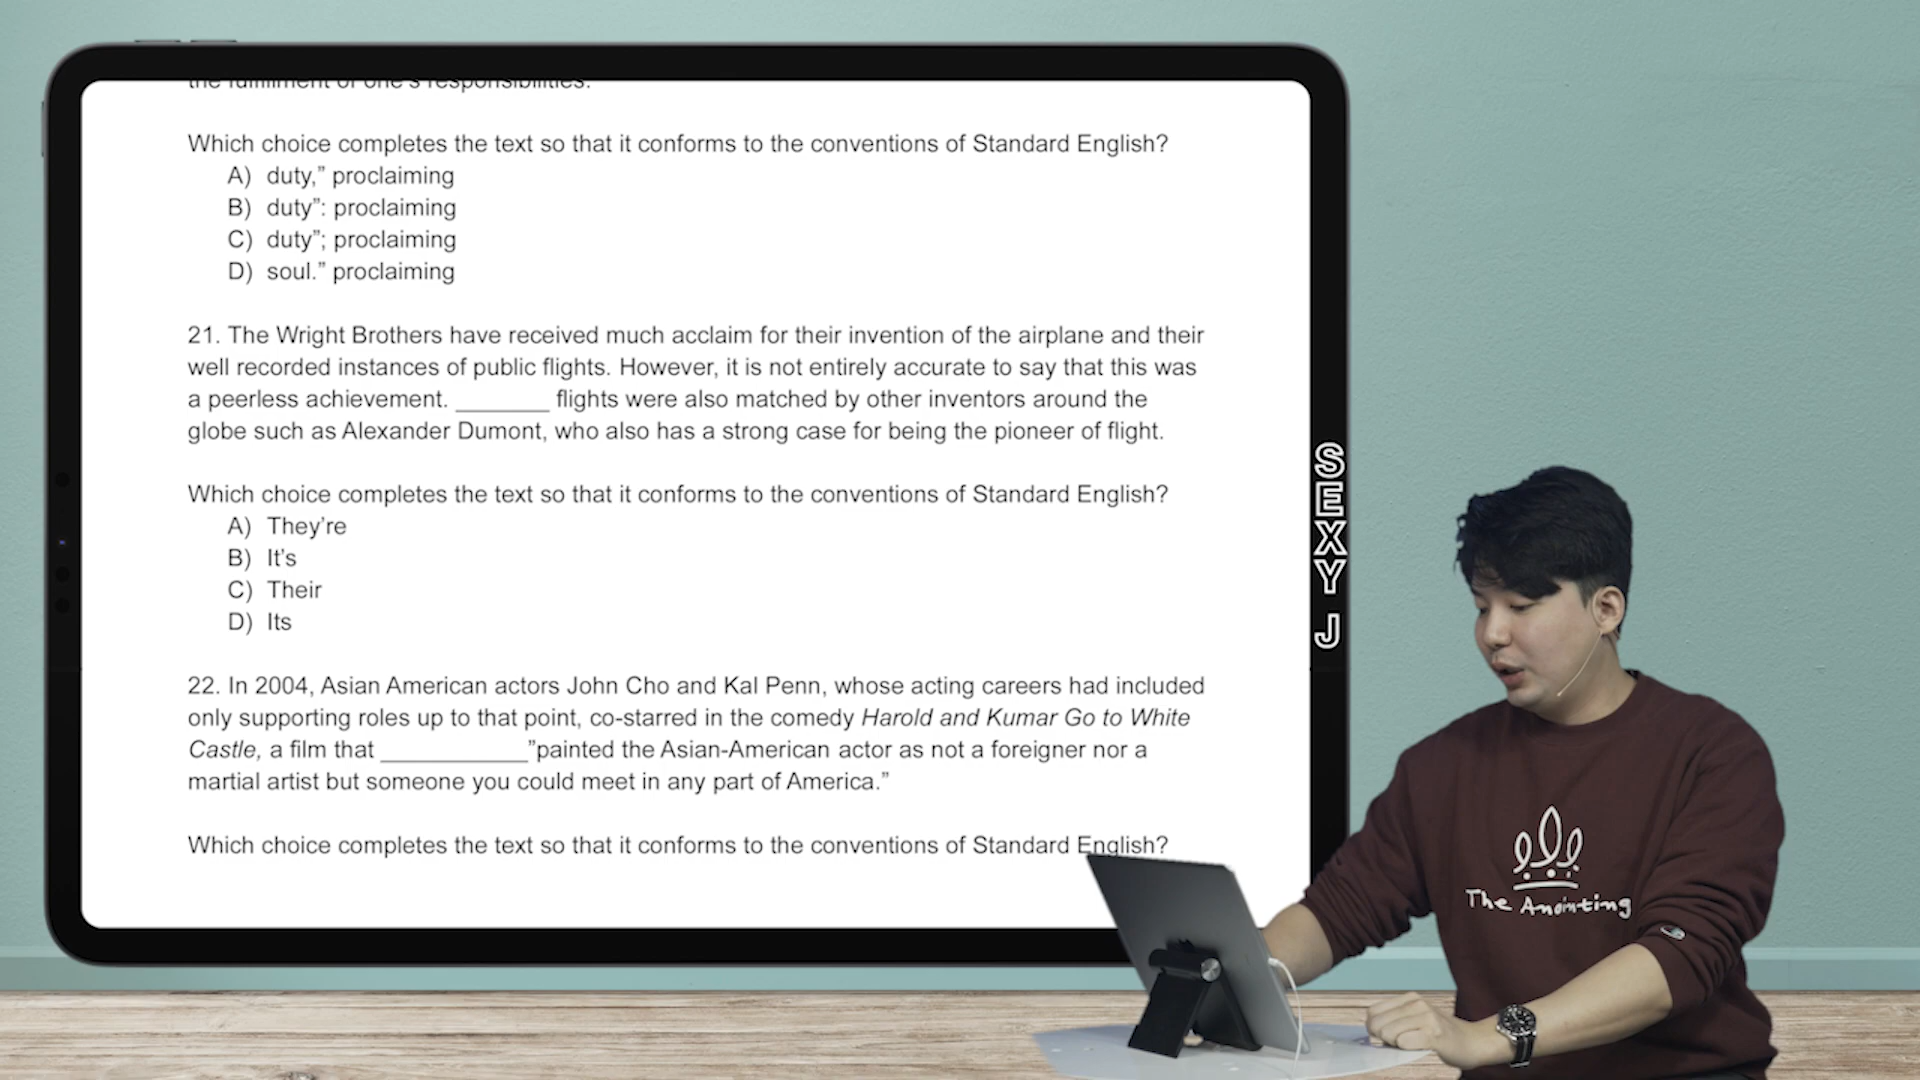 the fulfillment of one's responsibilities.
Which choice completes the text so that it conforms to the conventions of Standard English?
A) duty,” proclaiming
B) duty”: proclaiming
C) duty”; proclaiming
D) soul.” proclaiming
21. The Wright Brothers have received much acclaim for their invention of the airplane and their
well recorded instances of public flights. However, it is not entirely accurate to say that this was
a peerless achievement. _______ flights were also matched by other inventors around the
globe such as Alexander Dumont, who also has a strong case for being the pioneer of flight.
Which choice completes the text so that it conforms to the conventions of Standard English?
A) They’re
B) It’s
C) Their
D) Its
22. In 2004, Asian American actors John Cho and Kal Penn, whose acting careers had included
only supporting roles up to that point, co-starred in the comedy Harold and Kumar Go to White
Castle, a film that ___________”painted the Asian-American actor as not a foreigner nor a
martial artist but someone you could meet in any part of America.”
Which choice completes the text so that it conforms to the conventions of Standard English?
SEXY J
The Anointing